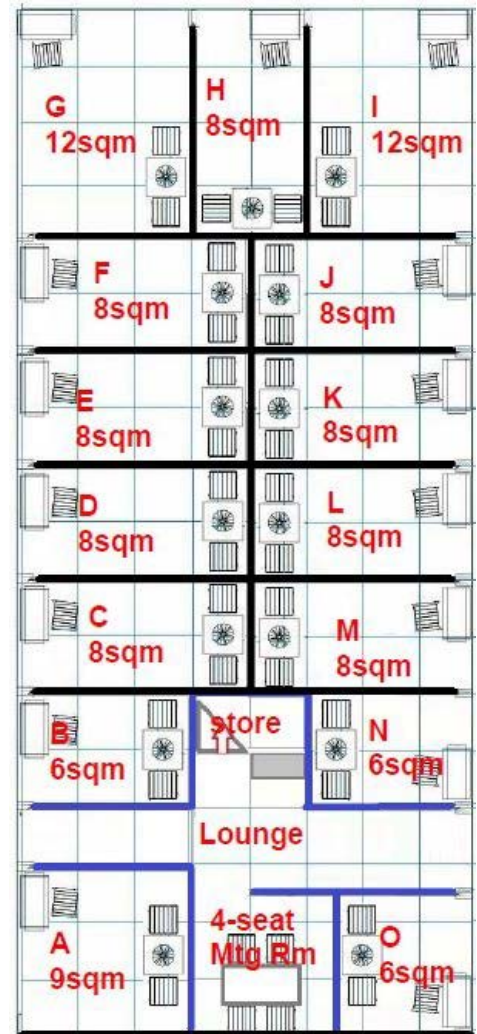 G
12sqm
H
8sqm
I
12sqm
F
8sqm
J
8sqm
E
8sqm
K
8sqm
D
8sqm
L
8sqm
C
8sqm
M
8sqm
B
6sqm
store
N
6sqm
Lounge
A
9sqm
4-seat
Mtg Rm
O
6sqm